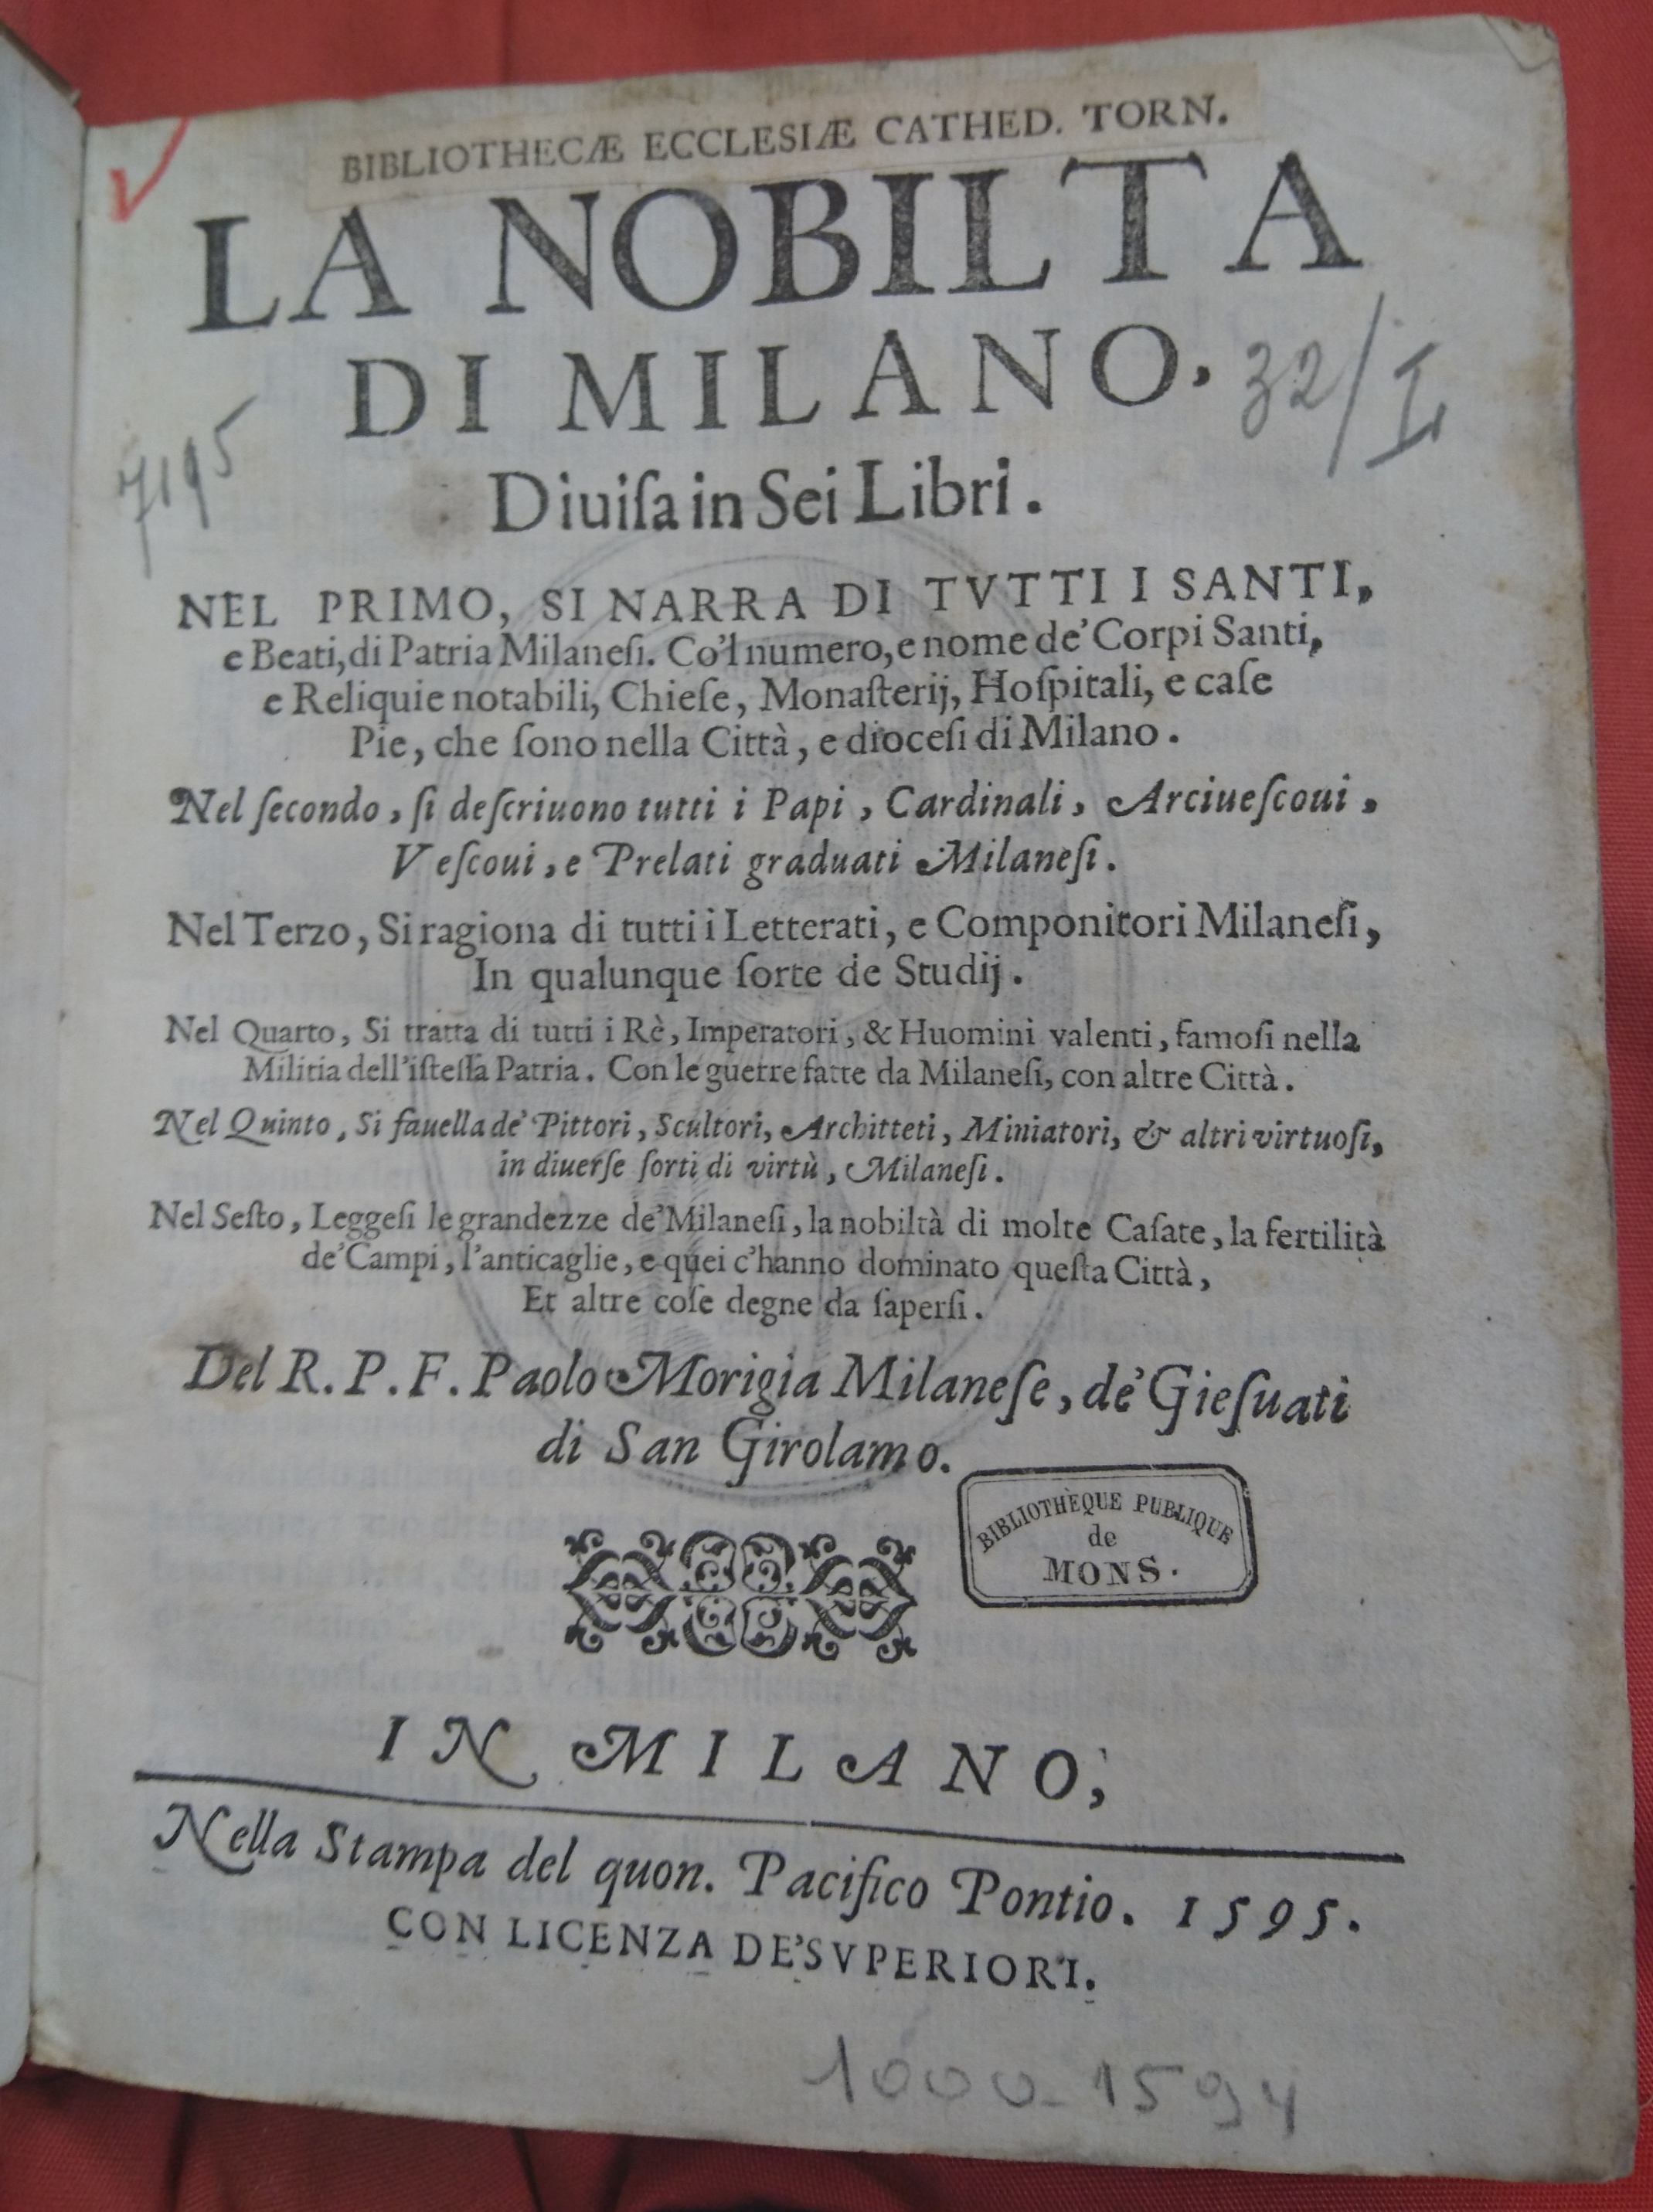 BIBLIOTHECÆ ECCLESIÆ CATHED. TORN.
LA NOBILTA
DI MILANO,
32/I
7195
Diuiſa in Sei Libri.
NEL PRIMO, SI NARRA DI TVTTI I SANTI,
e Beati, di Patria Milaneſi. Co'l numero, e nome de' Corpi Santi,
e Reliquie notabili, Chieſe, Monaſterij, Hoſpitali, e caſe
Pie, che ſono nella Città, e dioceſi di Milano.
Nel ſecondo, ſi deſcriuono tutti i Papi, Cardinali, Arciueſcoui,
Veſcoui, e Prelati graduati Milaneſi.
Nel Terzo, Si ragiona di tutti i Letterati, e Componitori Milaneſi,
In qualunque ſorte de Studij.
Nel Quarto, Si tratta di tutti i Rè, Imperatori, & Huomini valenti, famoſi nella
Militia dell'iſteſſa Patria. Con le guerre fatte da Milaneſi, con altre Città.
Nel Quinto, Si fauella de' Pittori, Scultori, Architteti, Miniatori, & altri virtuoſi,
in diuerſe ſorti di virtù, Milaneſi.
Nel Seſto, Leggeſi le grandezze de' Milaneſi, la nobiltà di molte Caſate, la fertilità
de' Campi, l'anticaglie, e quei c'hanno dominato queſta Città,
Et altre coſe degne da ſaperſi.
Del R. P. F. Paolo Morigia Milaneſe, de' Gieſuati
di San Girolamo.
BIBLIOTHÈQUE PUBLIQUE
de
MONS.
IN MILANO,
Nella Stampa del quon. Pacifico Pontio. 1595.
CON LICENZA DE' SVPERIORI.
1000-1594